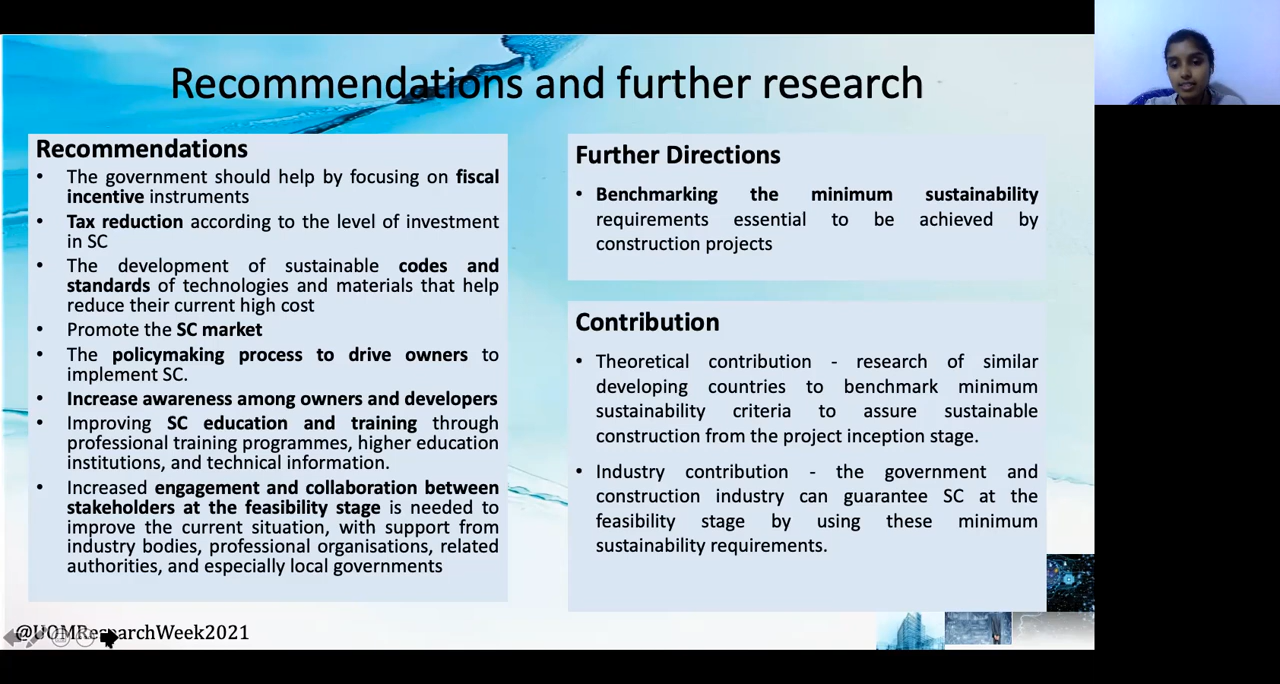 Recommendations and further research
Recommendations
• The government should help by focusing on fiscal
incentive instruments
• Tax reduction according to the level of investment
in SC
• The development of sustainable codes and
standards of technologies and materials that help
reduce their current high cost
• Promote the SC market
• The policymaking process to drive owners to
implement SC.
• Increase awareness among owners and developers
• Improving SC education and training through
professional training programmes, higher education
institutions, and technical information.
• Increased engagement and collaboration between
stakeholders at the feasibility stage is needed to
improve the current situation, with support from
industry bodies, professional organisations, related
authorities, and especially local governments
Further Directions
• Benchmarking the minimum sustainability
requirements essential to be achieved by
construction projects
Contribution
• Theoretical contribution - research of similar
developing countries to benchmark minimum
sustainability criteria to assure sustainable
construction from the project inception stage.
• Industry contribution - the government and
construction industry can guarantee SC at the
feasibility stage by using these minimum
sustainability requirements.
@UOMResearchWeek2021